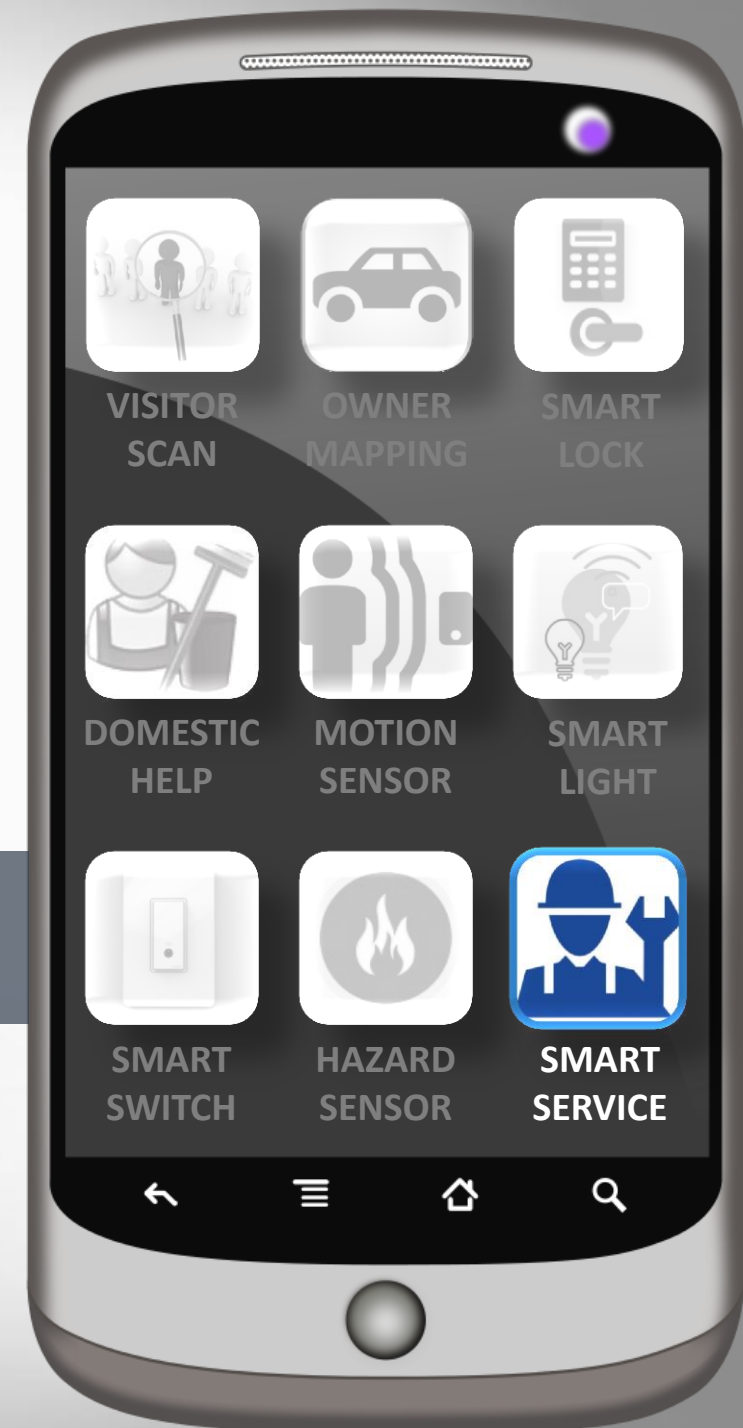 VISITOR
SCAN
OWNER
MAPPING
SMART
LOCK
DOMESTIC
HELP
MOTION
SENSOR
SMART
LIGHT
SMART
SWITCH
HAZARD
SENSOR
SMART
SERVICE